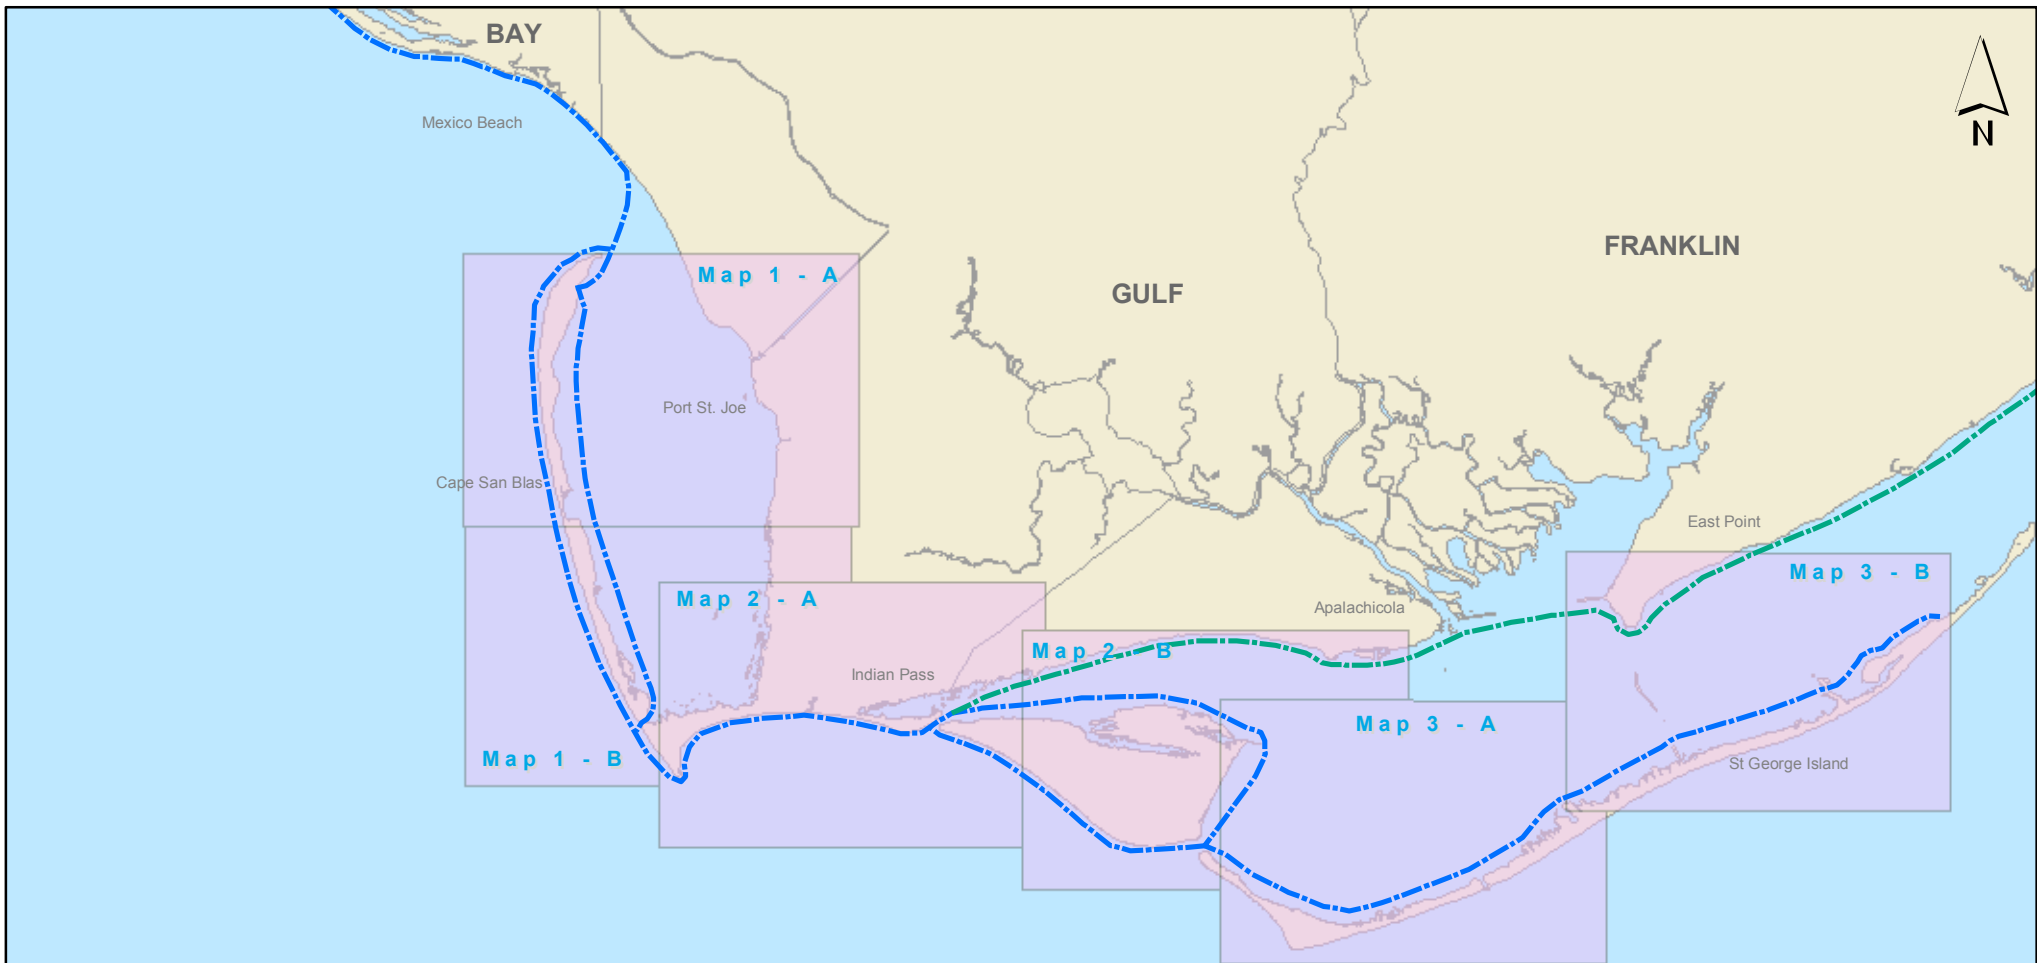 BAY
Mexico Beach
N
FRANKLIN
Map 1 - A
GULF
Port St. Joe
Cape San Blas
East Point
Map 3 - B
Map 2 - A
Apalachicola
Map 2 - B
Indian Pass
Map 3 - A
Map 1 - B
St George Island